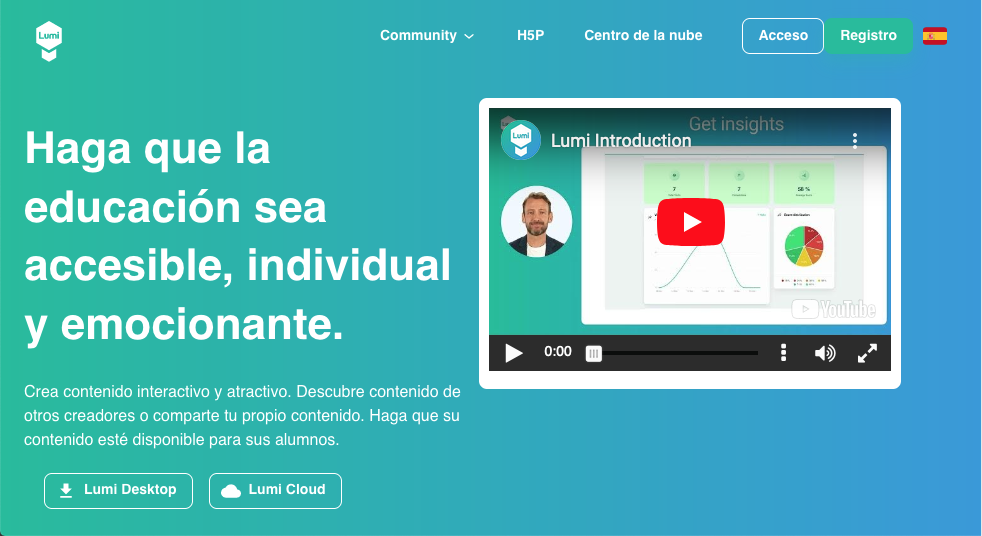 Lumi
Community
H5P
Centro de la nube
Acceso
Registro
Haga que la
educación sea
accesible, individual
y emocionante.
Crea contenido interactivo y atractivo. Descubre contenido de
otros creadores o comparte tu propio contenido. Haga que su
contenido esté disponible para sus alumnos.
Lumi Desktop
Lumi Cloud
Get insights
Lumi
Lumi Introduction
7
7
58 %
YouTube
0:00